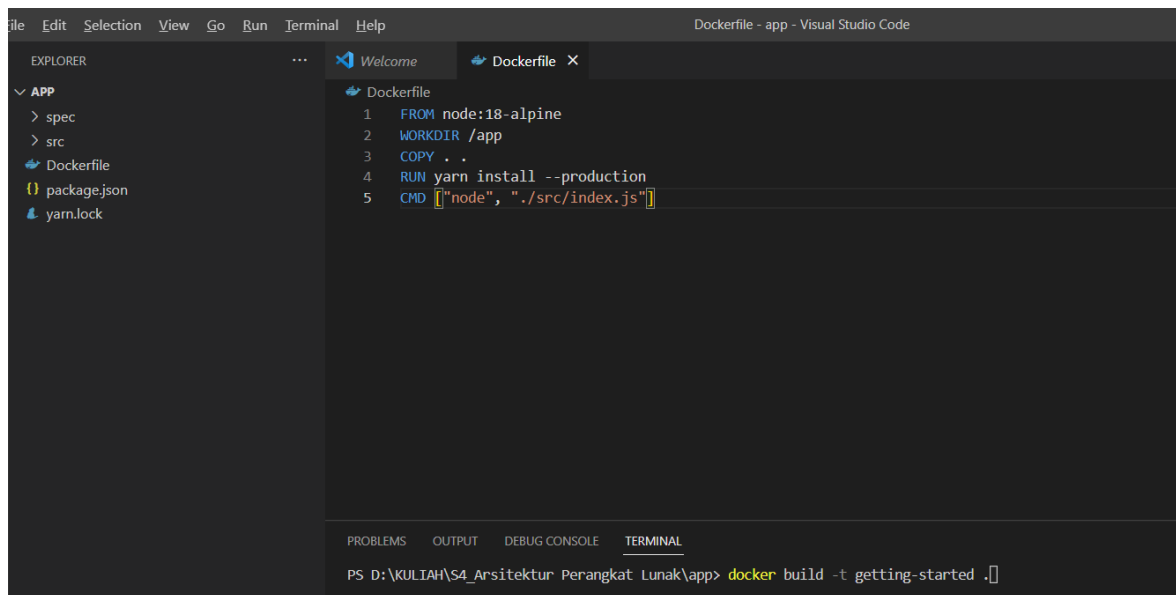 File Edit Selection View Go Run Terminal Help Dockerfile - app - Visual Studio Code
EXPLORER ...
Welcome Dockerfile
APP
spec
src
Dockerfile
package.json
yarn.lock
Dockerfile
1 FROM node:18-alpine
2 WORKDIR /app
3 COPY . .
4 RUN yarn install --production
5 CMD ["node", "./src/index.js"]
PROBLEMS OUTPUT DEBUG CONSOLE TERMINAL
PS D:\KULIAH\S4_Arsitektur Perangkat Lunak\app> docker build -t getting-started .